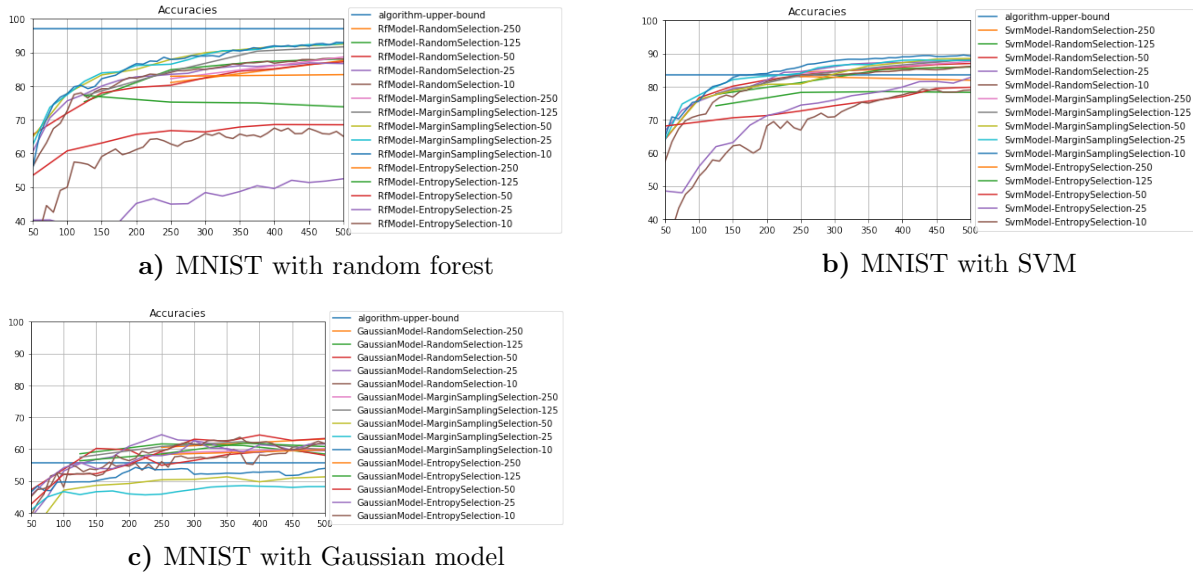 Accuracies
100
90
80
70
60
50
40
50 100 150 200 250 300 350 400 450 500
algorithm-upper-bound
RfModel-RandomSelection-250
RfModel-RandomSelection-125
RfModel-RandomSelection-50
RfModel-RandomSelection-25
RfModel-RandomSelection-10
RfModel-MarginSamplingSelection-250
RfModel-MarginSamplingSelection-125
RfModel-MarginSamplingSelection-50
RfModel-MarginSamplingSelection-25
RfModel-MarginSamplingSelection-10
RfModel-EntropySelection-250
RfModel-EntropySelection-125
RfModel-EntropySelection-50
RfModel-EntropySelection-25
RfModel-EntropySelection-10
a) MNIST with random forest
Accuracies
100
90
80
70
60
50
40
50 100 150 200 250 300 350 400 450 500
algorithm-upper-bound
SvmModel-RandomSelection-250
SvmModel-RandomSelection-125
SvmModel-RandomSelection-50
SvmModel-RandomSelection-25
SvmModel-RandomSelection-10
SvmModel-MarginSamplingSelection-250
SvmModel-MarginSamplingSelection-125
SvmModel-MarginSamplingSelection-50
SvmModel-MarginSamplingSelection-25
SvmModel-MarginSamplingSelection-10
SvmModel-EntropySelection-250
SvmModel-EntropySelection-125
SvmModel-EntropySelection-50
SvmModel-EntropySelection-25
SvmModel-EntropySelection-10
b) MNIST with SVM
Accuracies
100
90
80
70
60
50
40
50 100 150 200 250 300 350 400 450 500
algorithm-upper-bound
GaussianModel-RandomSelection-250
GaussianModel-RandomSelection-125
GaussianModel-RandomSelection-50
GaussianModel-RandomSelection-25
GaussianModel-RandomSelection-10
GaussianModel-MarginSamplingSelection-250
GaussianModel-MarginSamplingSelection-125
GaussianModel-MarginSamplingSelection-50
GaussianModel-MarginSamplingSelection-25
GaussianModel-MarginSamplingSelection-10
GaussianModel-EntropySelection-250
GaussianModel-EntropySelection-125
GaussianModel-EntropySelection-50
GaussianModel-EntropySelection-25
GaussianModel-EntropySelection-10
c) MNIST with Gaussian model